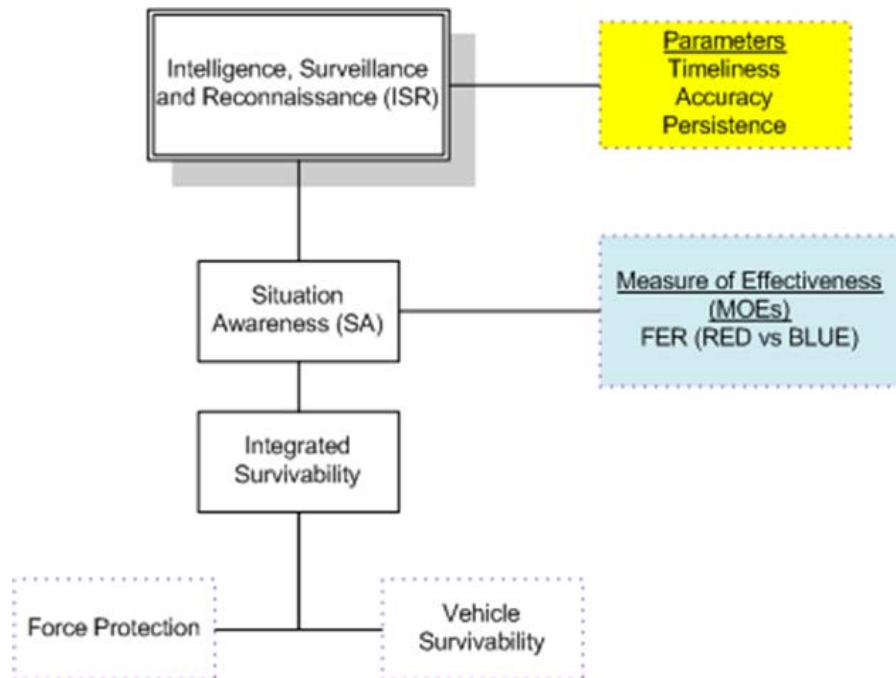 Intelligence, Surveillance
and Reconnaissance (ISR)
Parameters
Timeliness
Accuracy
Persistence
Situation
Awareness (SA)
Measure of Effectiveness
(MOEs)
FER (RED vs BLUE)
Integrated
Survivability
Force Protection
Vehicle
Survivability